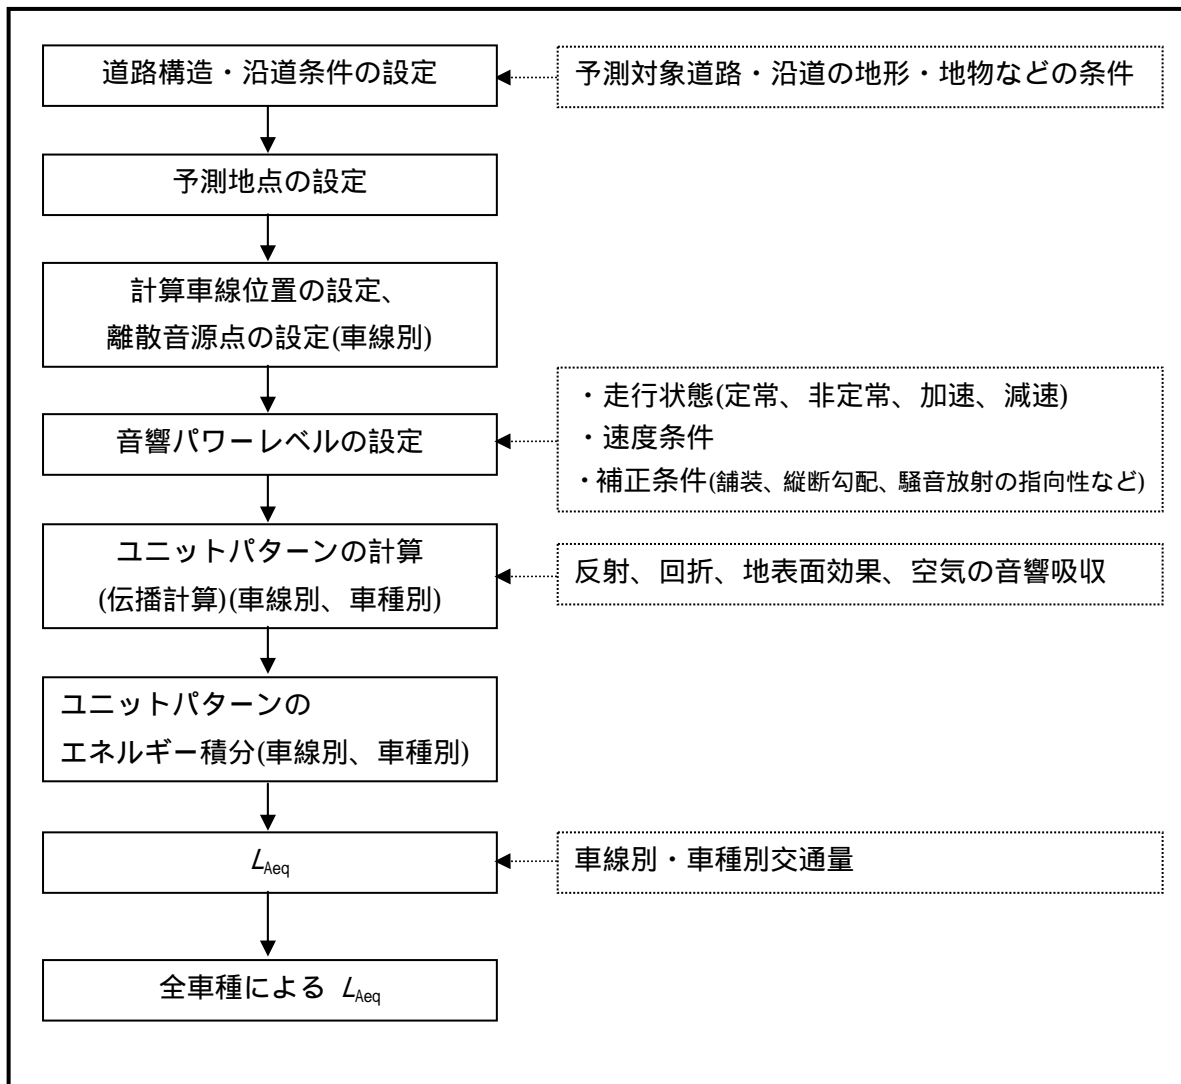 道路構造・沿道条件の設定
予測対象道路・沿道の地形・地物などの条件
予測地点の設定
計算車線位置の設定、
離散音源点の設定(車線別)
音響パワーレベルの設定
・走行状態(定常、非定常、加速、減速)
・速度条件
・補正条件(舗装、縦断勾配、騒音放射の指向性など)
ユニットパターンの計算
(伝播計算)(車線別、車種別)
反射、回折、地表面効果、空気の音響吸収
ユニットパターンの
エネルギー積分(車線別、車種別)
LAeq
車線別・車種別交通量
全車種による LAeq